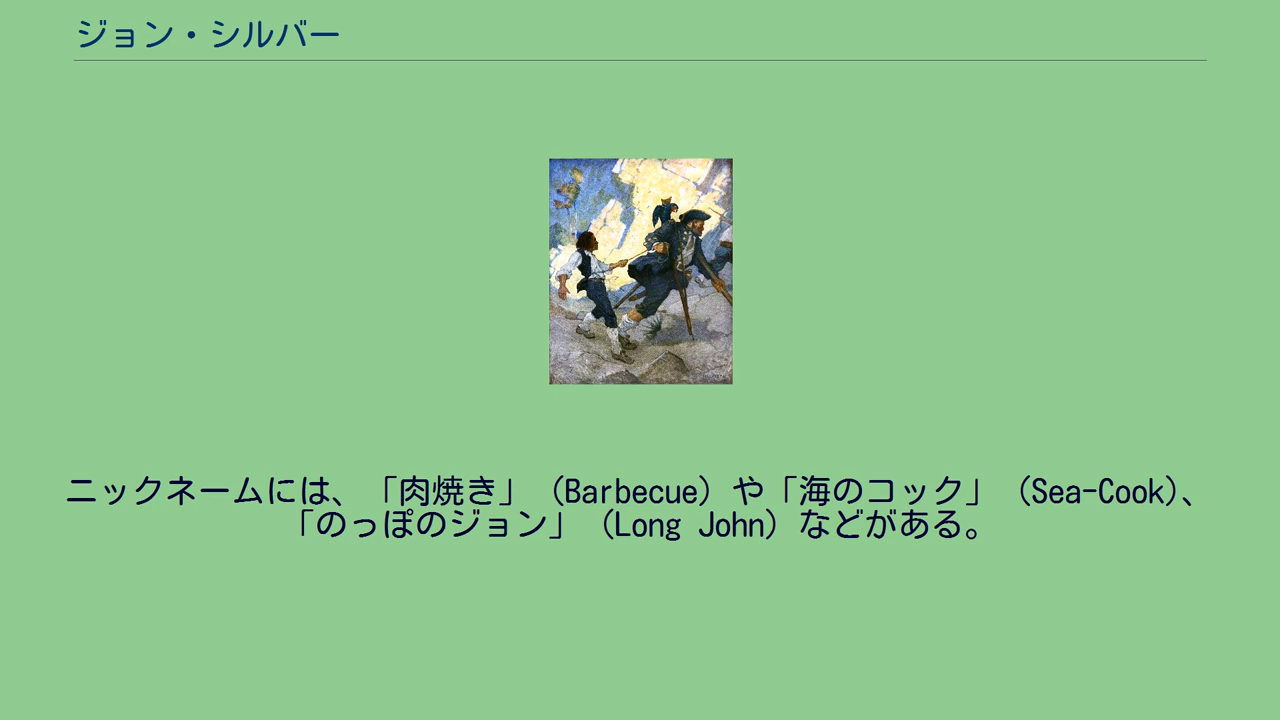 ジョン・シルバー
ニックネームには、「肉焼き」（Barbecue）や「海のコック」（Sea-Cook）、
「のっぽのジョン」（Long John）などがある。